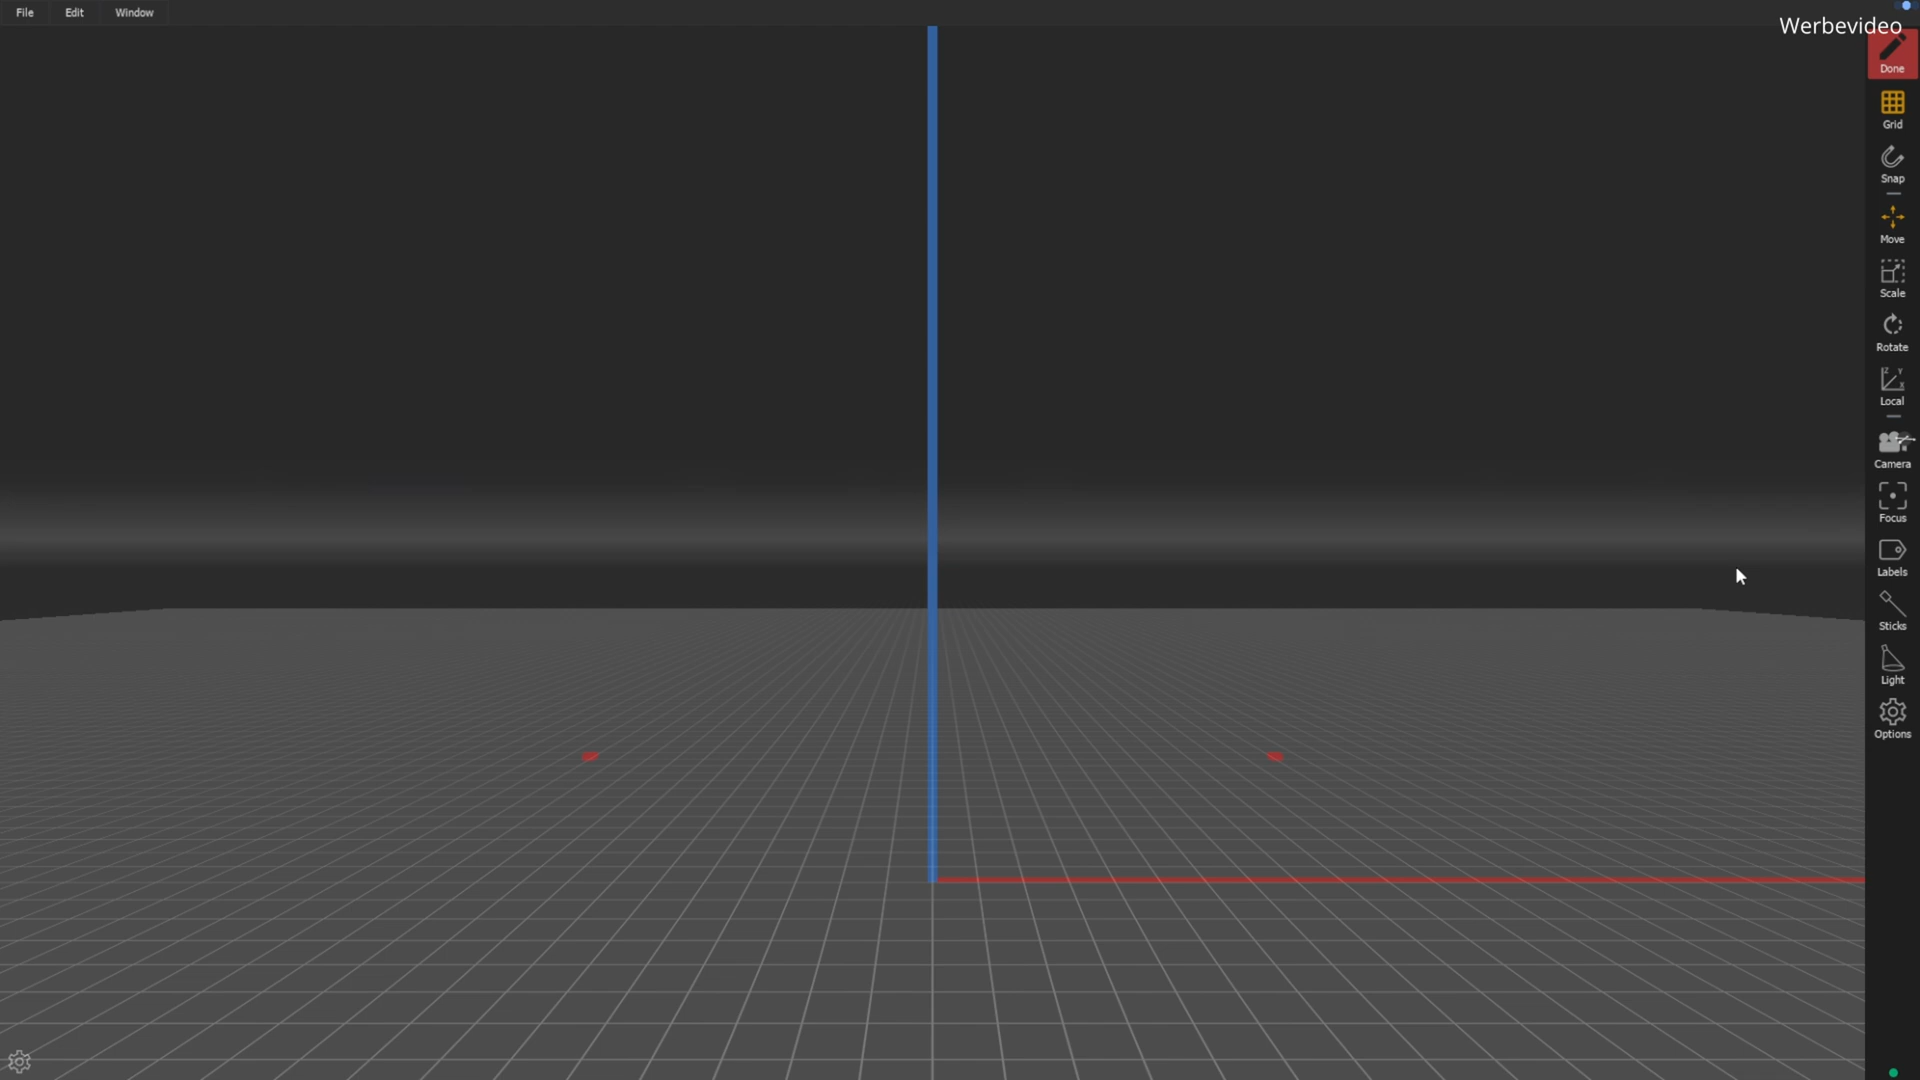 File Edit Window
Werbevideo
Done
Grid
Snap
Move
Scale
Rotate
Z Y X
Local
Camera
Focus
Labels
Sticks
Light
Options